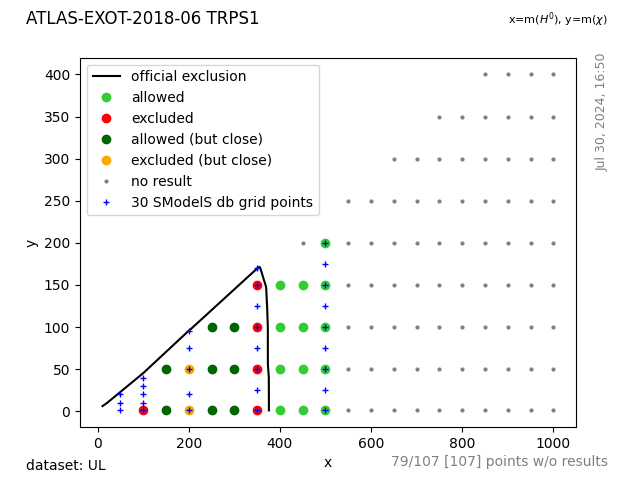 ATLAS-EXOT-2018-06 TRPS1
x=m(H⁰), y=m(χ)
Jul 30, 2024, 16:50
official exclusion
allowed
excluded
allowed (but close)
excluded (but close)
no result
30 SModelS db grid points
400
350
300
250
200
150
100
50
0
y
0 200 400 600 800 1000
x
dataset: UL
79/107 [107] points w/o results